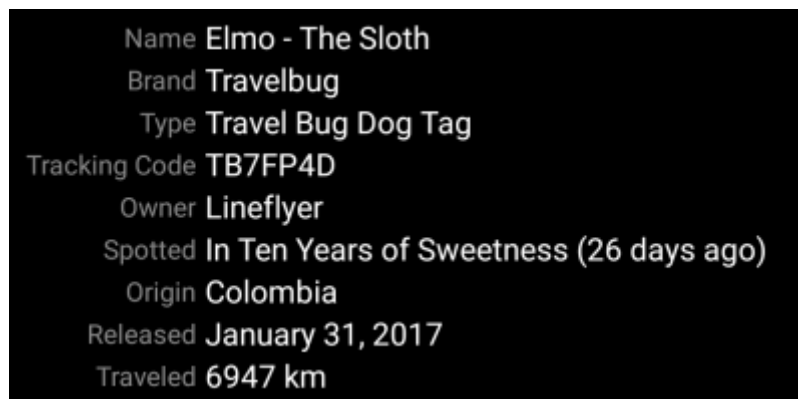 Name Elmo - The Sloth
Brand Travelbug
Type Travel Bug Dog Tag
Tracking Code TB7FP4D
Owner Lineflyer
Spotted In Ten Years of Sweetness (26 days ago)
Origin Colombia
Released January 31, 2017
Traveled 6947 km